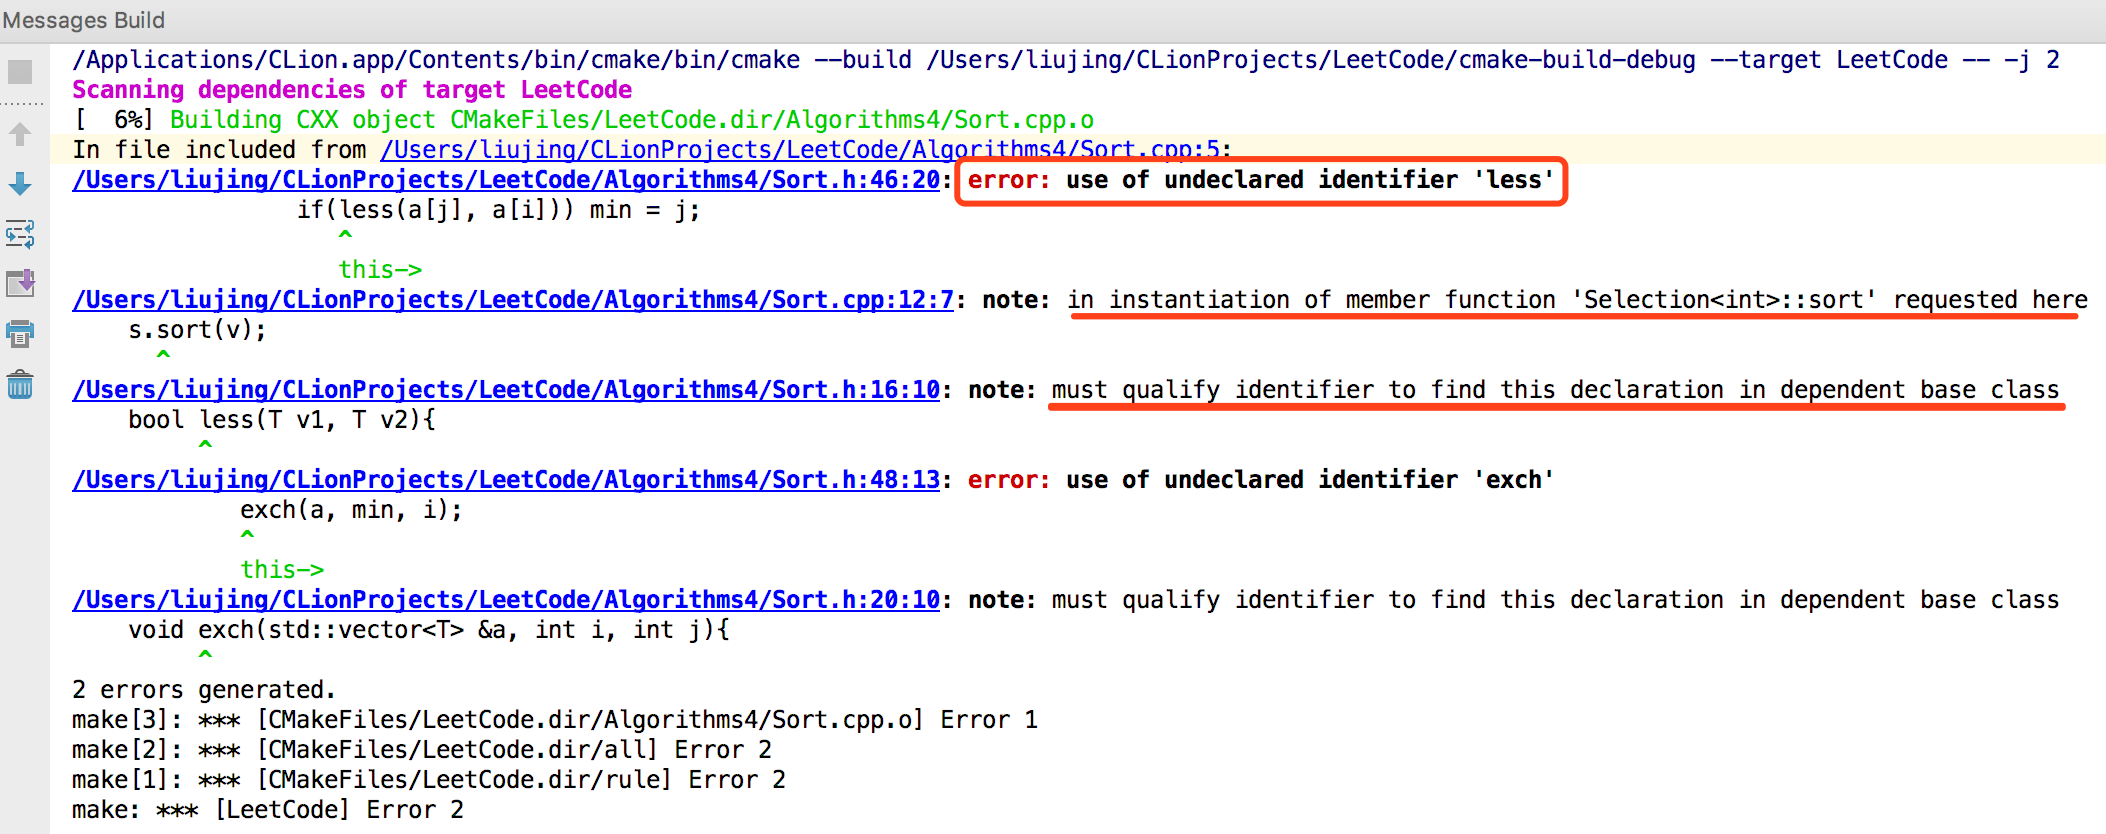 Messages Build
/Applications/CLion.app/Contents/bin/cmake/bin/cmake --build /Users/liujing/CLionProjects/LeetCode/cmake-build-debug --target LeetCode -- -j 2
Scanning dependencies of target LeetCode
[  6%] Building CXX object CMakeFiles/LeetCode.dir/Algorithms4/Sort.cpp.o
In file included from /Users/liujing/CLionProjects/LeetCode/Algorithms4/Sort.cpp:5:
/Users/liujing/CLionProjects/LeetCode/Algorithms4/Sort.h:46:20: error: use of undeclared identifier 'less'
                if(less(a[j], a[i])) min = j;
                   ^
                   this->
/Users/liujing/CLionProjects/LeetCode/Algorithms4/Sort.cpp:12:7: note: in instantiation of member function 'Selection<int>::sort' requested here
    s.sort(v);
      ^
/Users/liujing/CLionProjects/LeetCode/Algorithms4/Sort.h:16:10: note: must qualify identifier to find this declaration in dependent base class
    bool less(T v1, T v2){
         ^
/Users/liujing/CLionProjects/LeetCode/Algorithms4/Sort.h:48:13: error: use of undeclared identifier 'exch'
            exch(a, min, i);
            ^
            this->
/Users/liujing/CLionProjects/LeetCode/Algorithms4/Sort.h:20:10: note: must qualify identifier to find this declaration in dependent base class
    void exch(std::vector<T> &a, int i, int j){
         ^
2 errors generated.
make[3]: *** [CMakeFiles/LeetCode.dir/Algorithms4/Sort.cpp.o] Error 1
make[2]: *** [CMakeFiles/LeetCode.dir/all] Error 2
make[1]: *** [CMakeFiles/LeetCode.dir/rule] Error 2
make: *** [LeetCode] Error 2